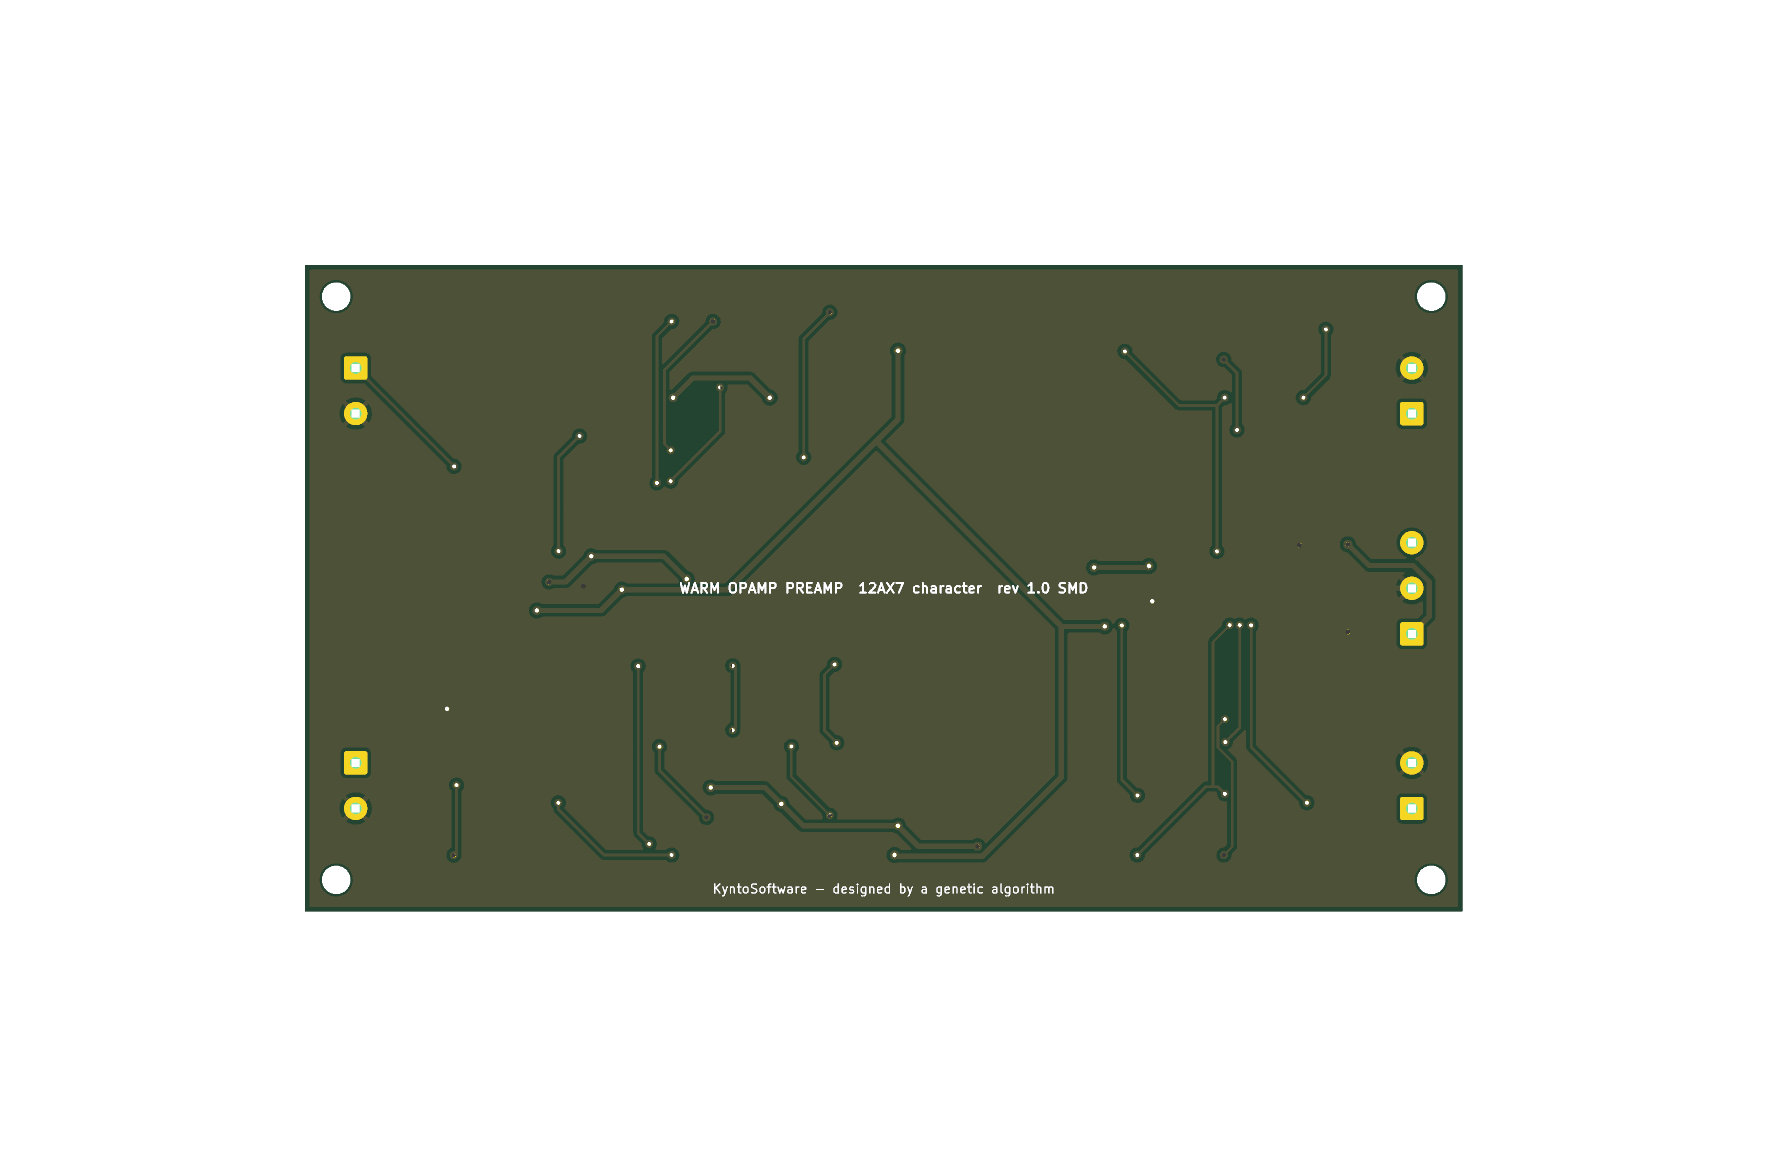 WARM OPAMP PREAMP  12AX7 character  rev 1.0 SMD
KyntoSoftware — designed by a genetic algorithm